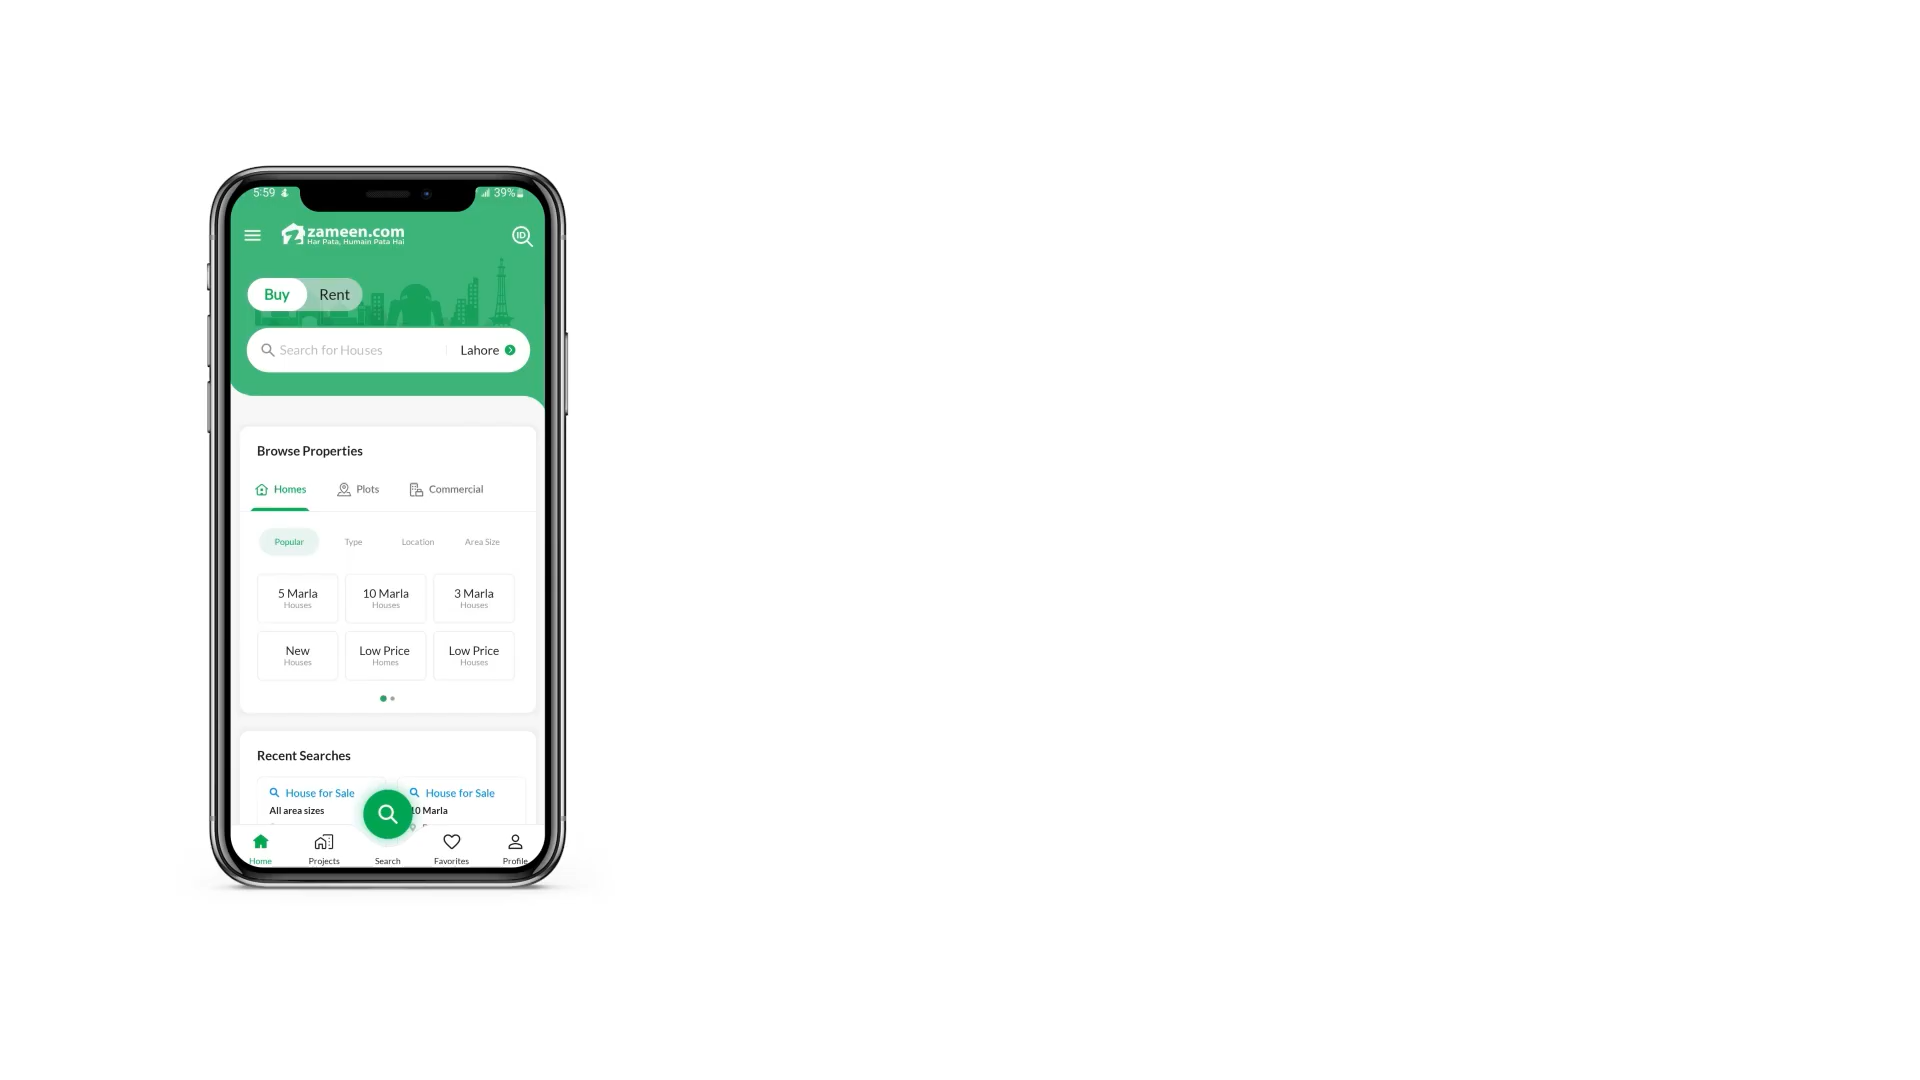 5:59
39%
zameen.com
Har Pata, Humain Pata Hai
ID
Buy Rent
Search for Houses Lahore
Browse Properties
Homes Plots Commercial
Popular Type Location Area Size
5 Marla 10 Marla 3 Marla
Houses Houses Houses
New Low Price Low Price
Houses Homes Houses
Recent Searches
House for Sale House for Sale
All area sizes 10 Marla
Home Projects Search Favorites Profile